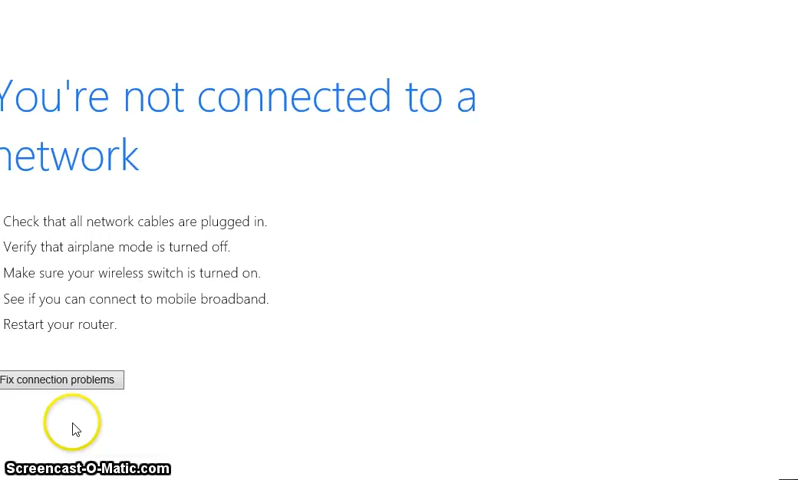 You're not connected to a
network
Check that all network cables are plugged in.
Verify that airplane mode is turned off.
Make sure your wireless switch is turned on.
See if you can connect to mobile broadband.
Restart your router.
Fix connection problems
Screencast-O-Matic.com